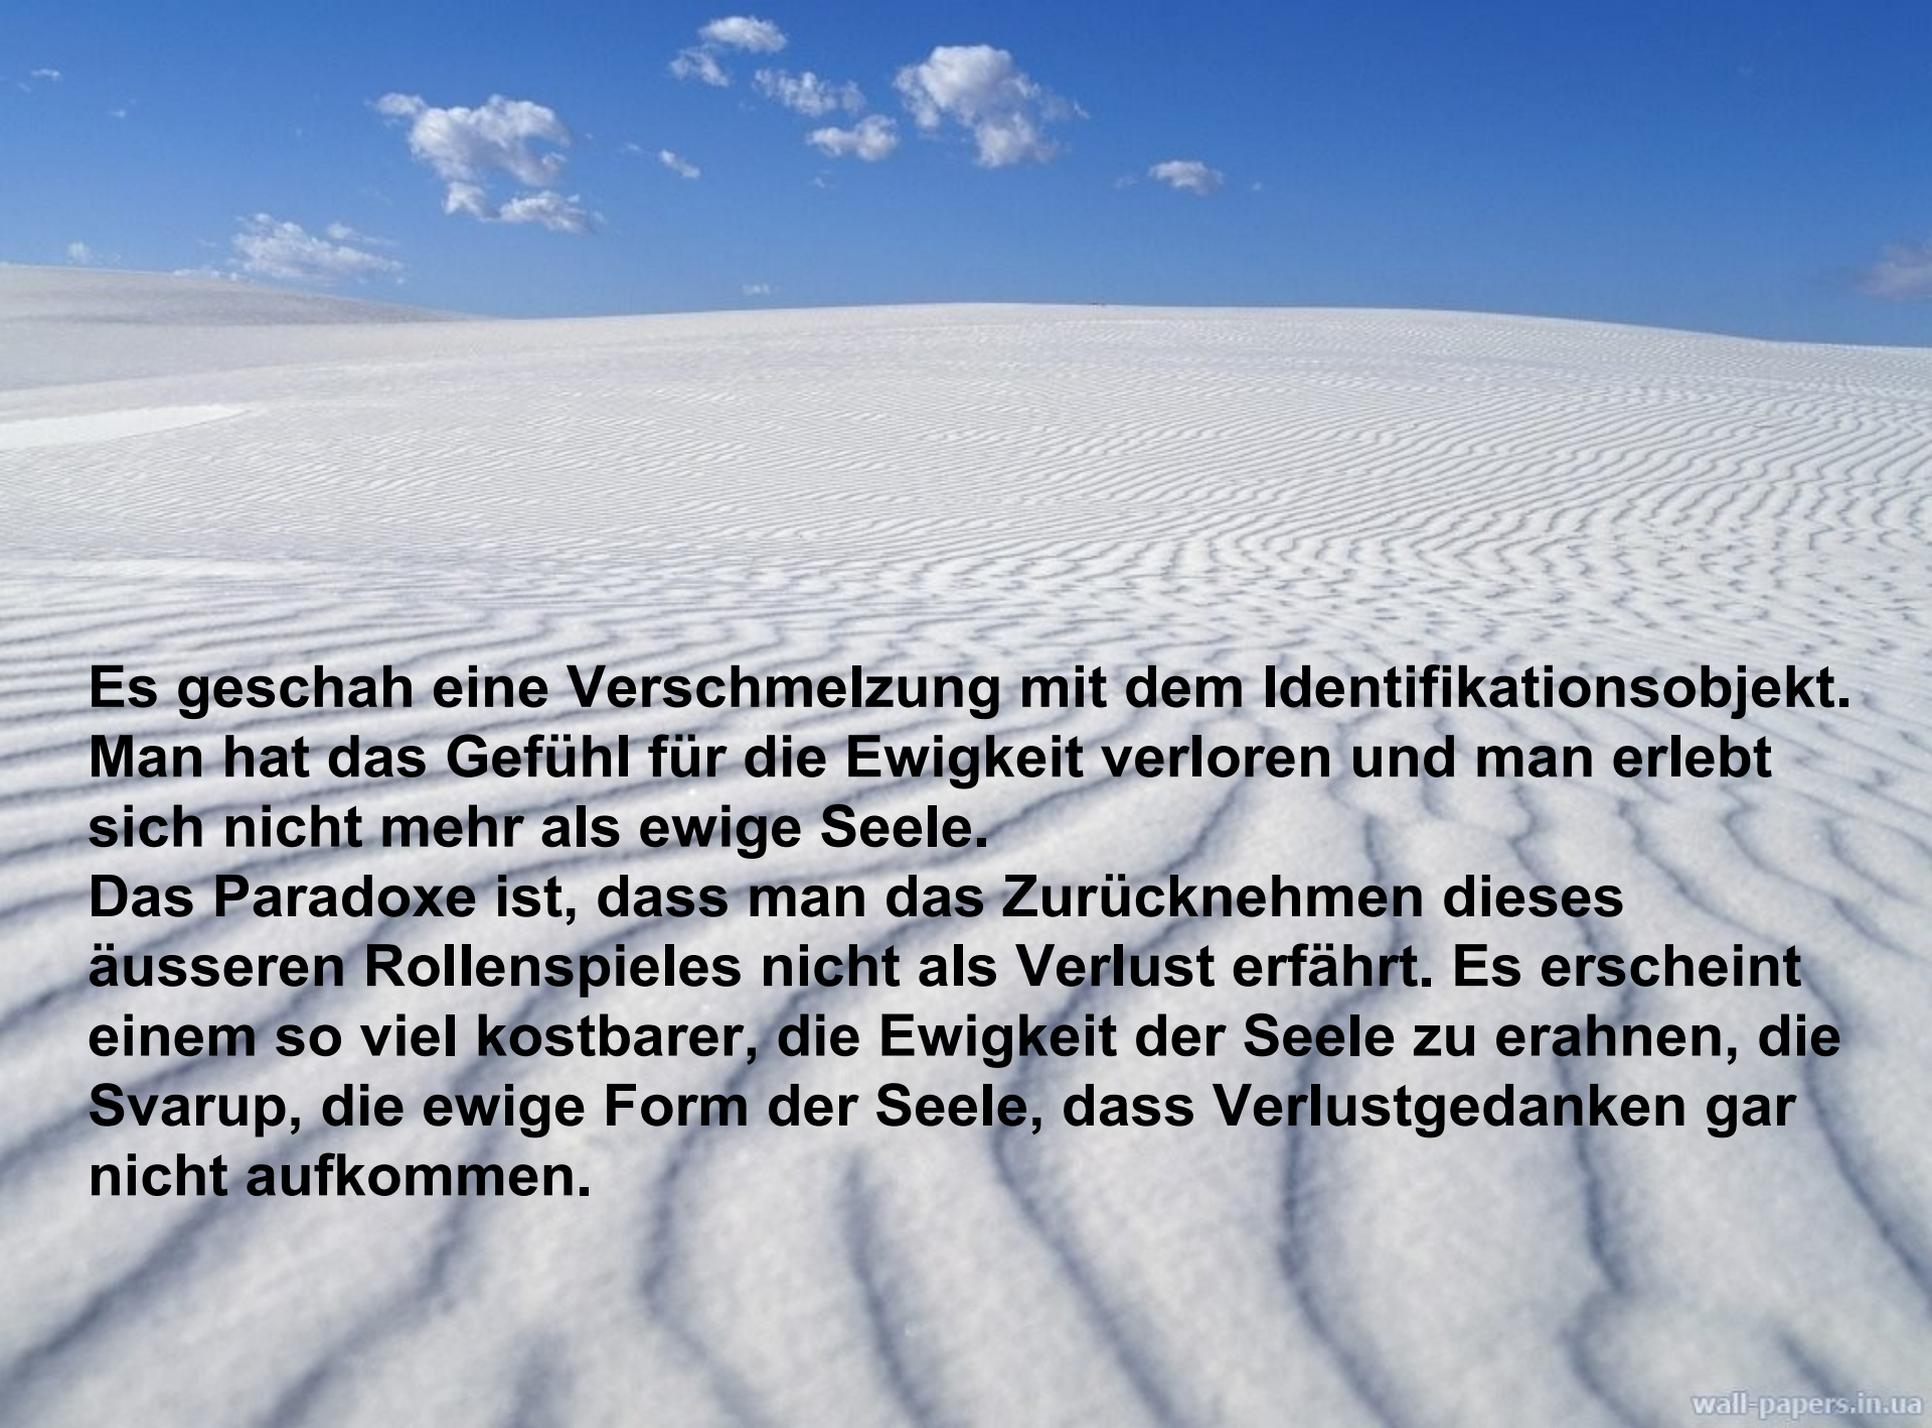 Es geschah eine Verschmelzung mit dem Identifikationsobjekt.
Man hat das Gefühl für die Ewigkeit verloren und man erlebt
sich nicht mehr als ewige Seele.
Das Paradoxe ist, dass man das Zurücknehmen dieses
äusseren Rollenspieles nicht als Verlust erfährt. Es erscheint
einem so viel kostbarer, die Ewigkeit der Seele zu erahnen, die
Svarup, die ewige Form der Seele, dass Verlustgedanken gar
nicht aufkommen.
wall-papers.in.ua